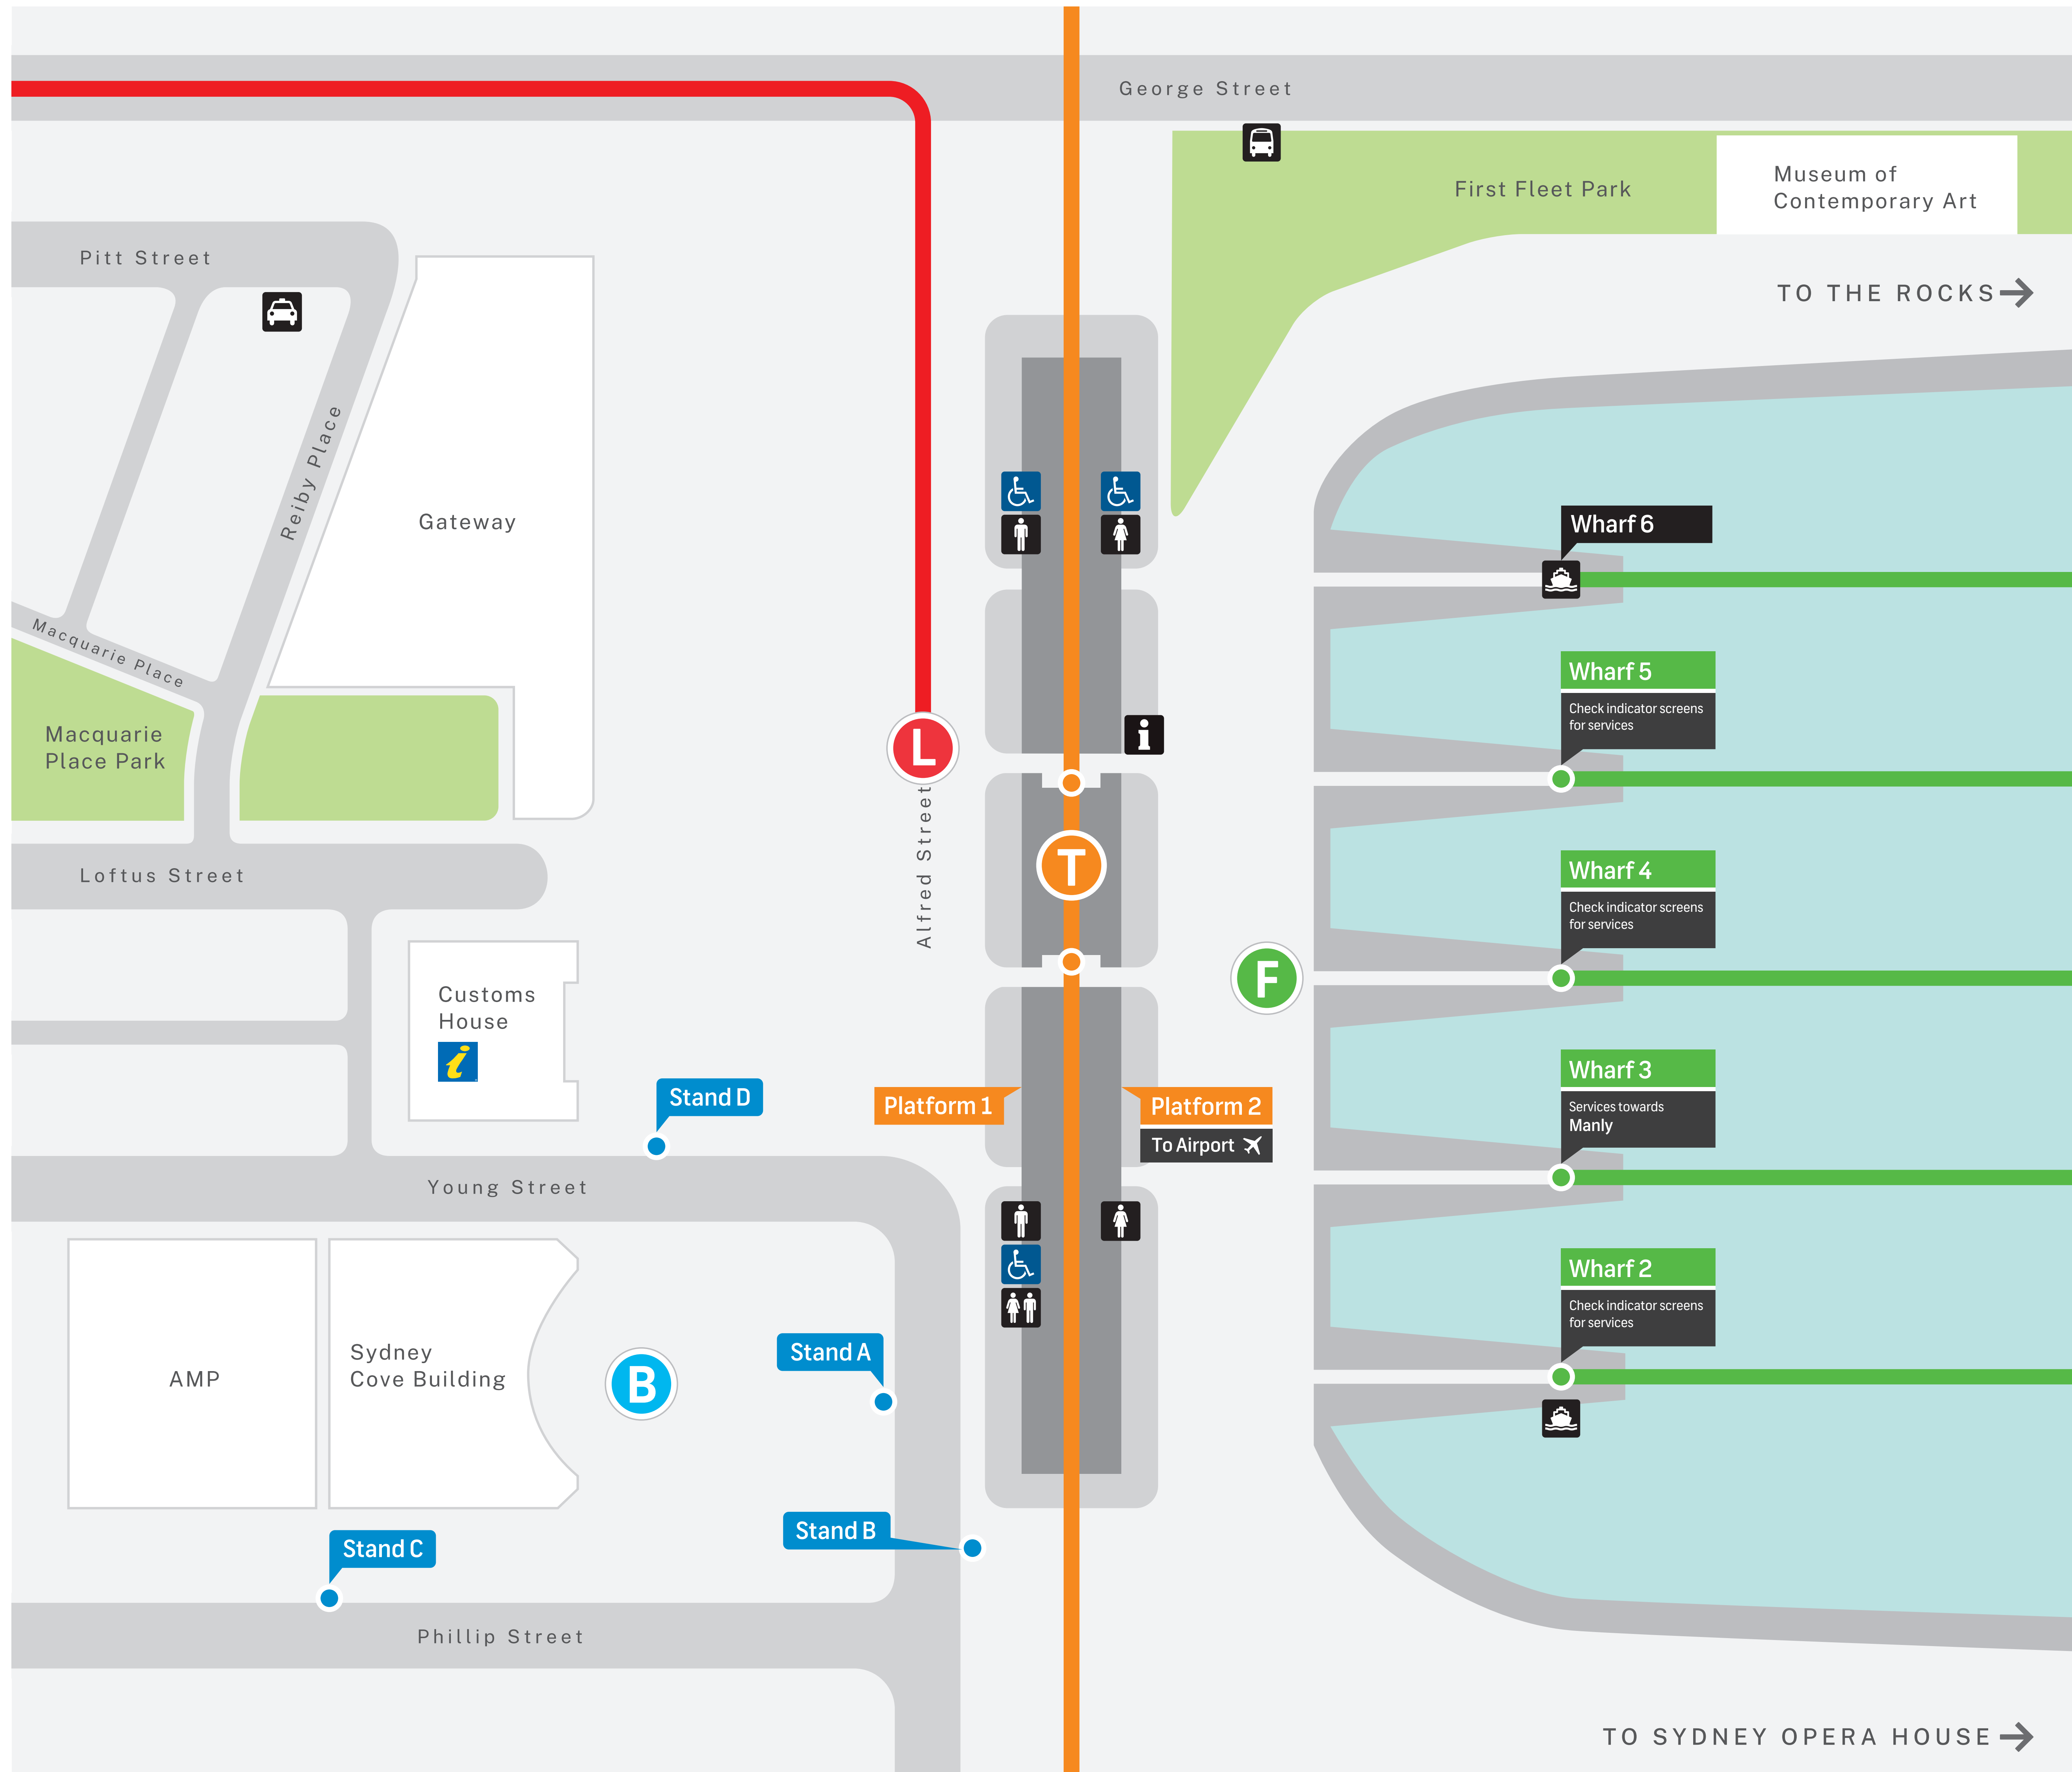 George Street
First Fleet Park
Museum of
Contemporary Art
Pitt Street
TO THE ROCKS
Reiby Place
Gateway
Wharf 6
Macquarie Place
Wharf 5
Check indicator screens
for services
Macquarie
Place Park
L
Alfred Street
T
Loftus Street
Wharf 4
Check indicator screens
for services
F
Customs
House
i
Stand D
Platform 1
Platform 2
To Airport
Wharf 3
Services towards
Manly
Young Street
Wharf 2
Check indicator screens
for services
AMP
Sydney
Cove Building
B
Stand A
Stand B
Stand C
Phillip Street
TO SYDNEY OPERA HOUSE